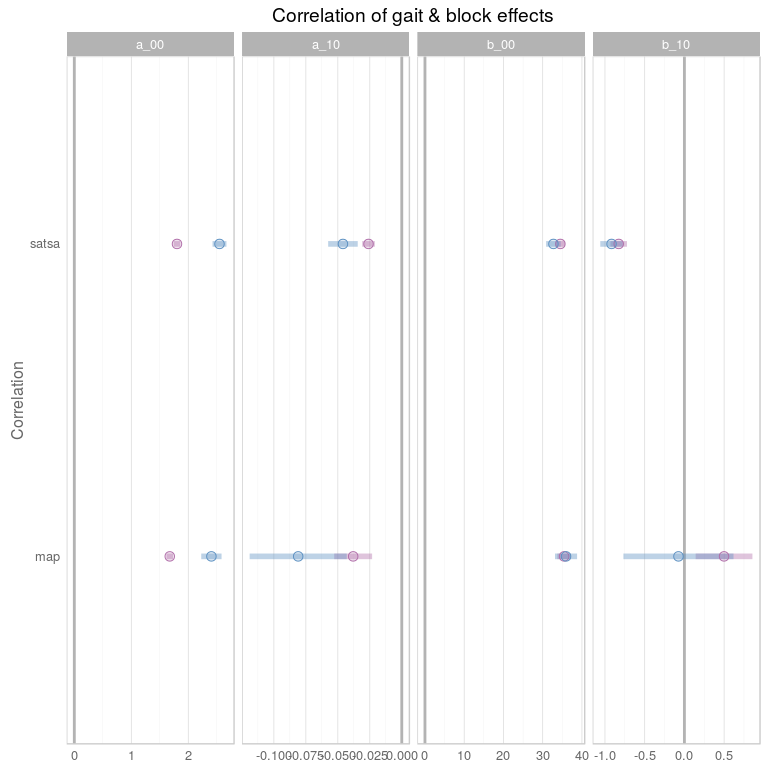 Correlation of gait & block effects
a_00 a_10 b_00 b_10
satsa
map
Correlation
0 1 2 -0.100 -0.075 -0.050 -0.025 0.000 0 10 20 30 40 -1.0 -0.5 0.0 0.5